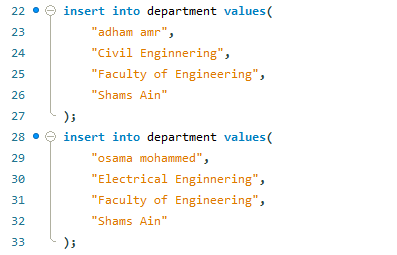 22 insert into department values(
23 "adham amr",
24 "Civil Enginnering",
25 "Faculty of Engineering",
26 "Shams Ain"
27 );
28 insert into department values(
29 "osama mohammed",
30 "Electrical Enginnering",
31 "Faculty of Engineering",
32 "Shams Ain"
33 );